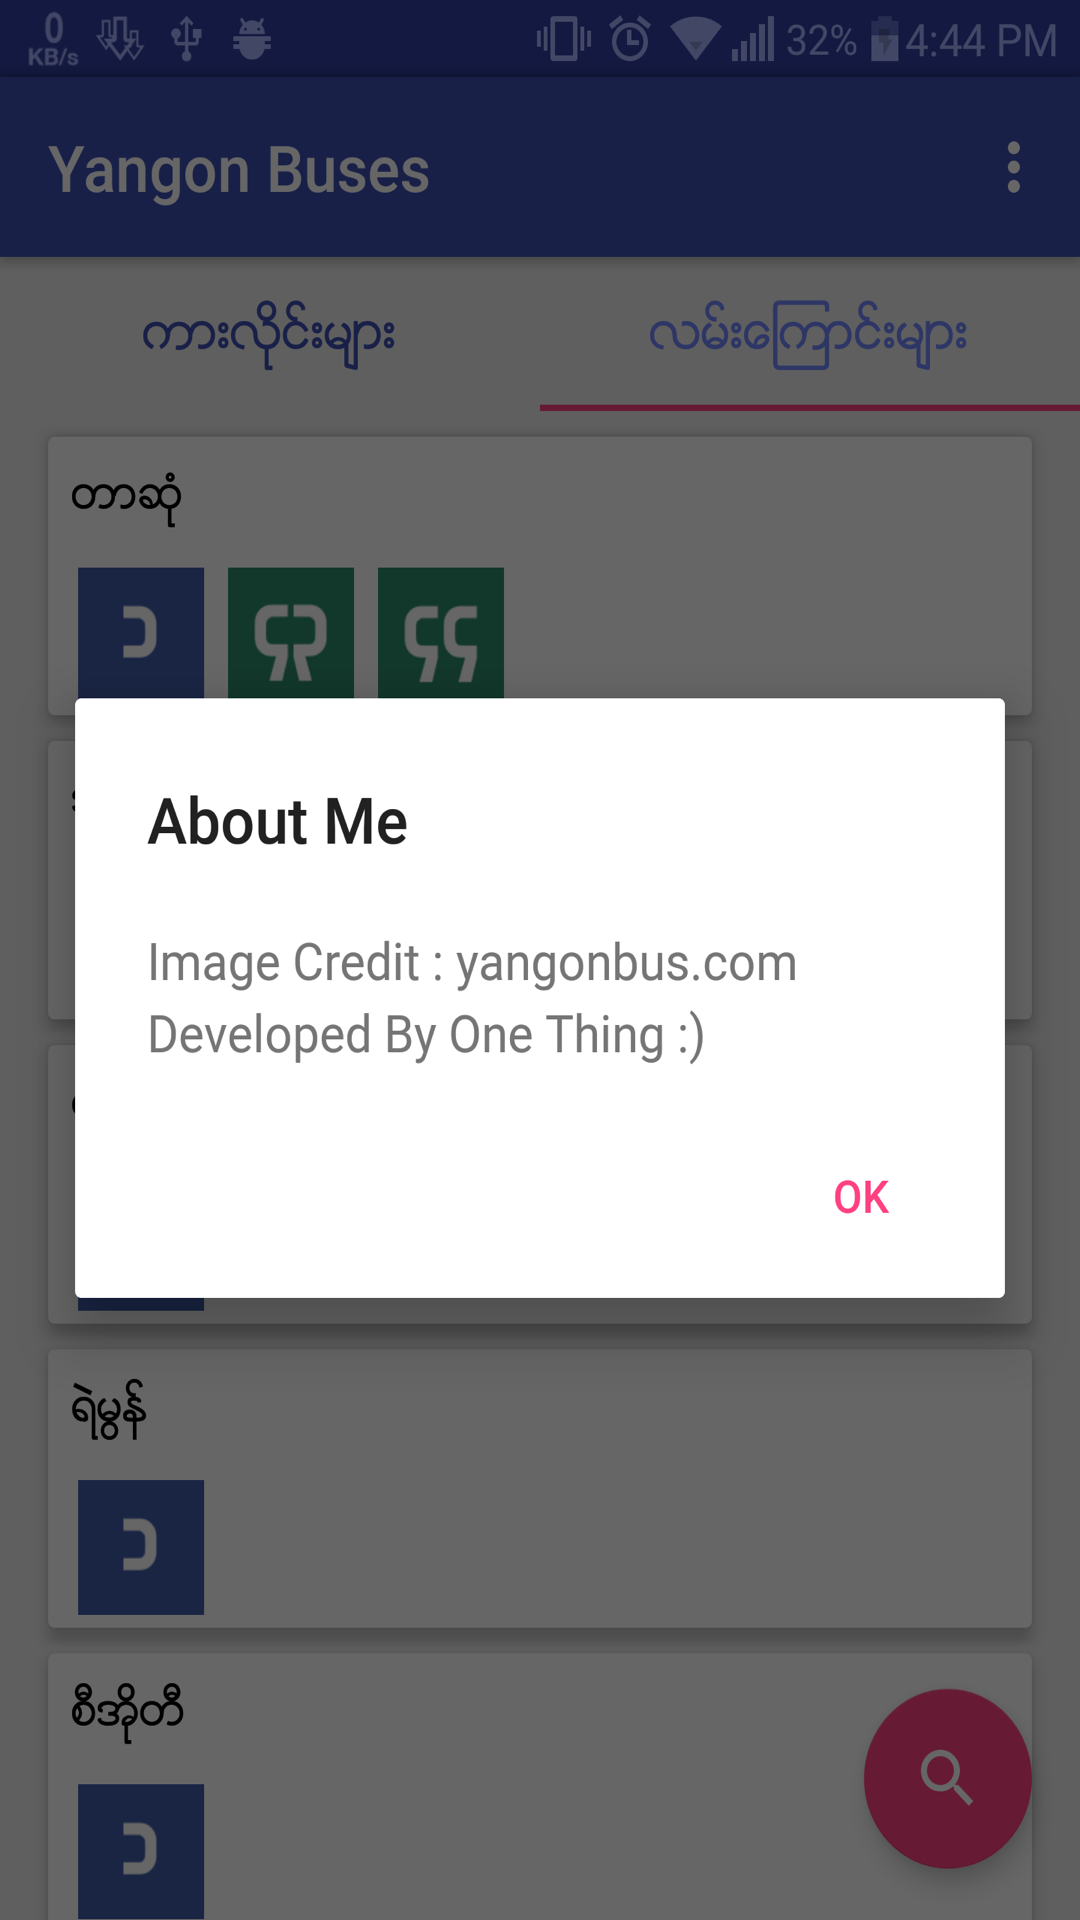 0
KB/s
32%
4:44 PM
Yangon Buses
ကားလိုင်းများ
လမ်းကြောင်းများ
တာဆုံ
၁
၄၃
၄၄
About Me
Image Credit : yangonbus.com
Developed By One Thing :)
OK
ရဲမွန်
၁
စီအိုတီ
၁